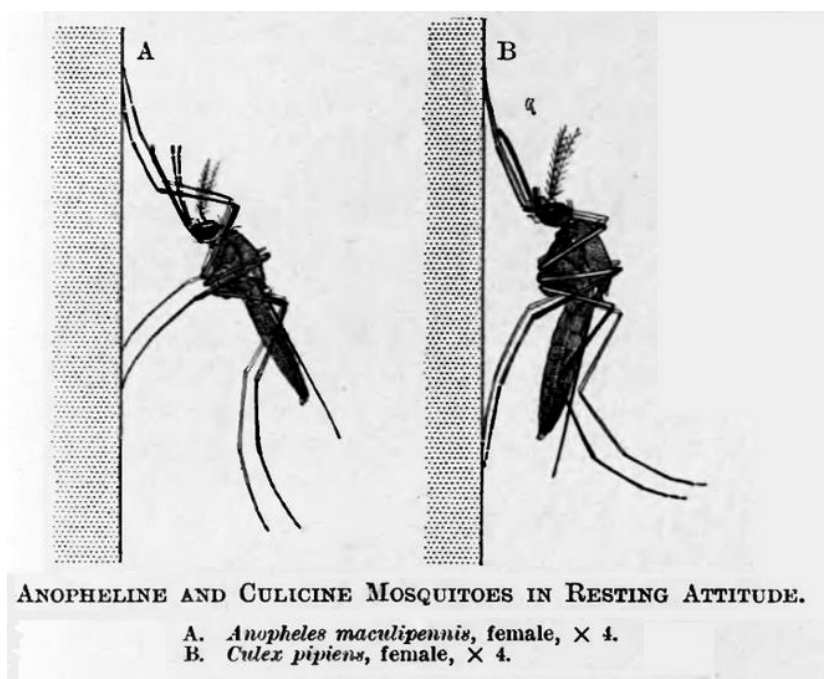 A
B
ANOPHELINE AND CULICINE MOSQUITOES IN RESTING ATTITUDE.
A. Anopheles maculipennis, female, × 4.
B. Culex pipiens, female, × 4.